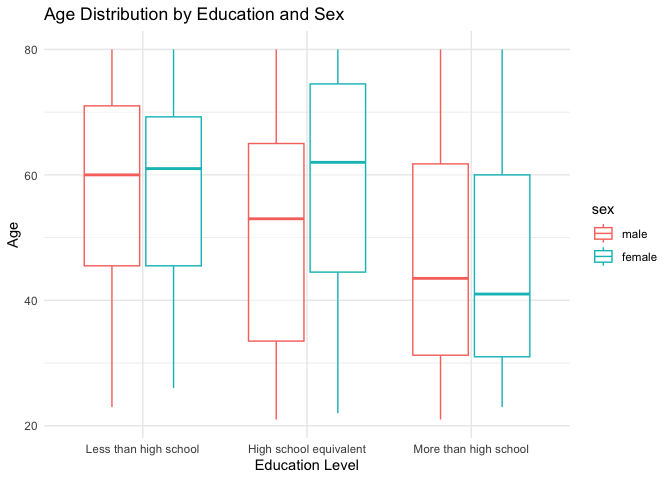 Age Distribution by Education and Sex
Age
80
60
40
20
Less than high school
High school equivalent
More than high school
Education Level
sex
male
female